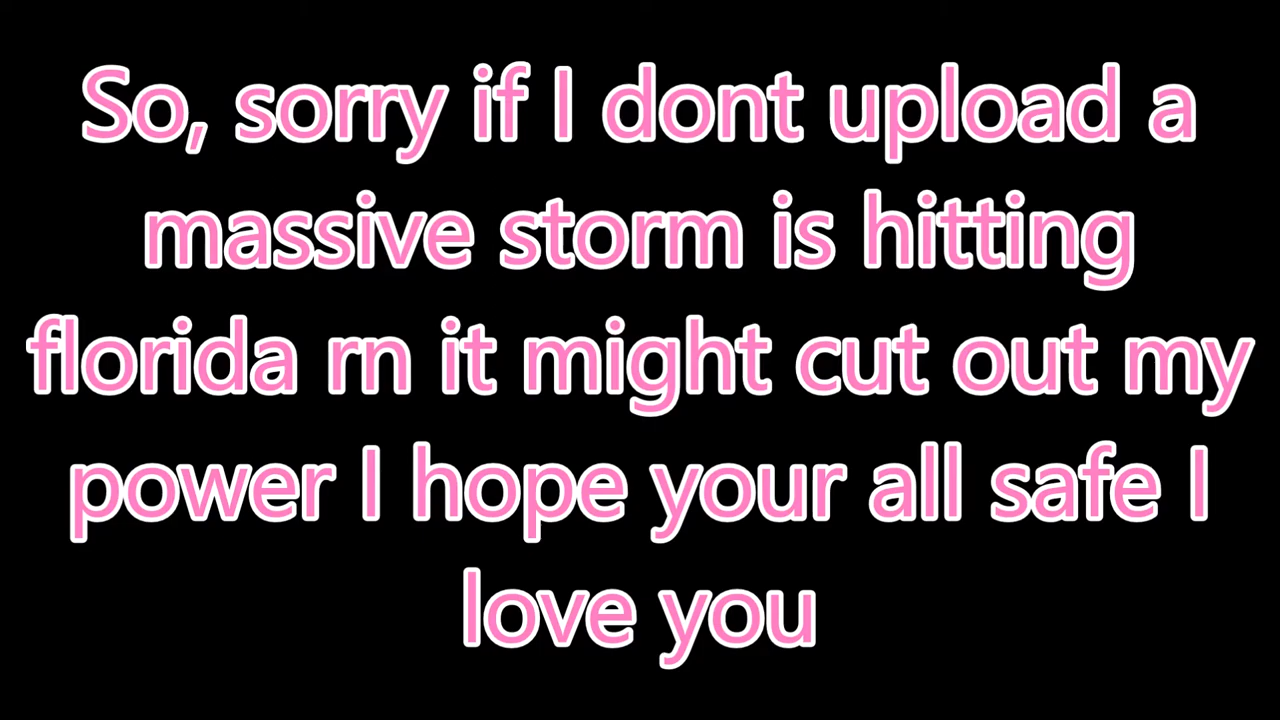 So, sorry if I dont upload a
massive storm is hitting
florida rn it might cut out my
power I hope your all safe I
love you